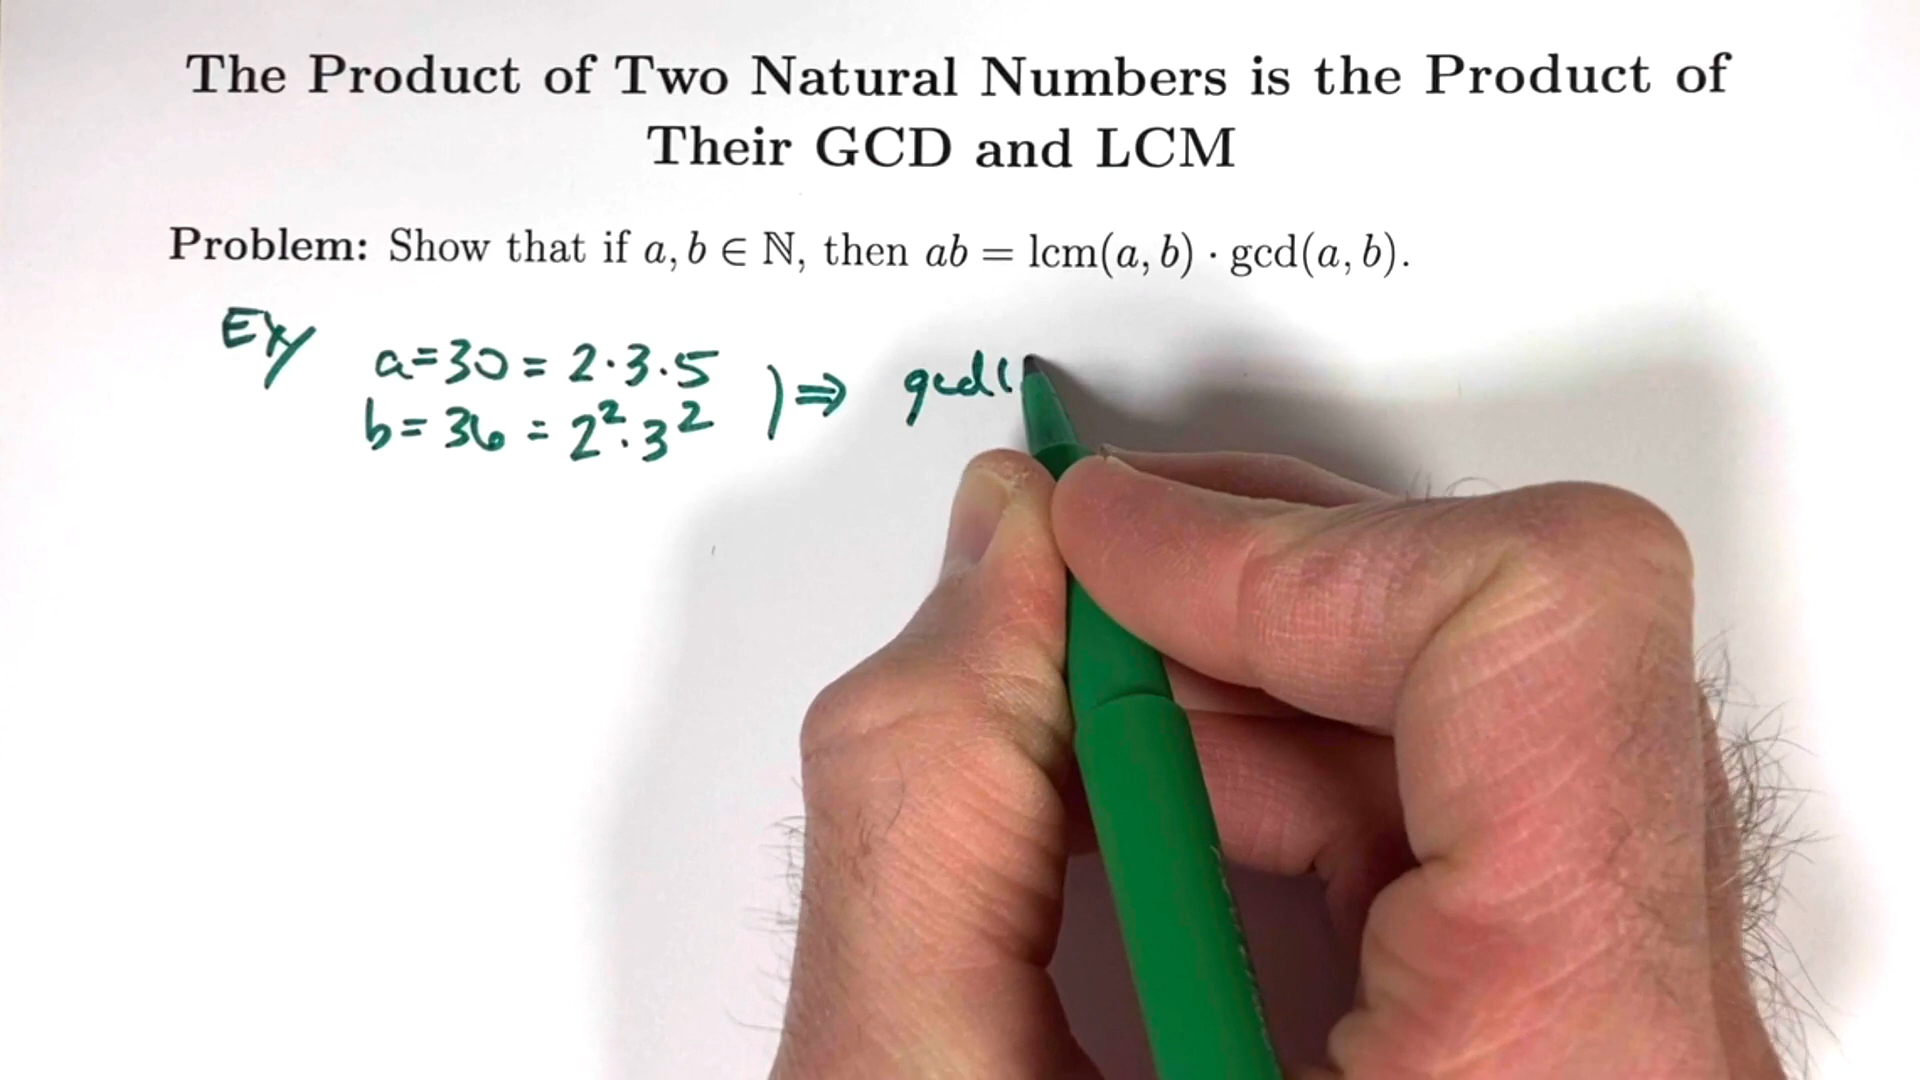 The Product of Two Natural Numbers is the Product of
Their GCD and LCM
Problem: Show that if a, b ∈ ℕ, then ab = lcm(a, b) · gcd(a, b).
Ex/
a=30 = 2·3·5
b= 36 = 2²·3²
)⇒ gcd(